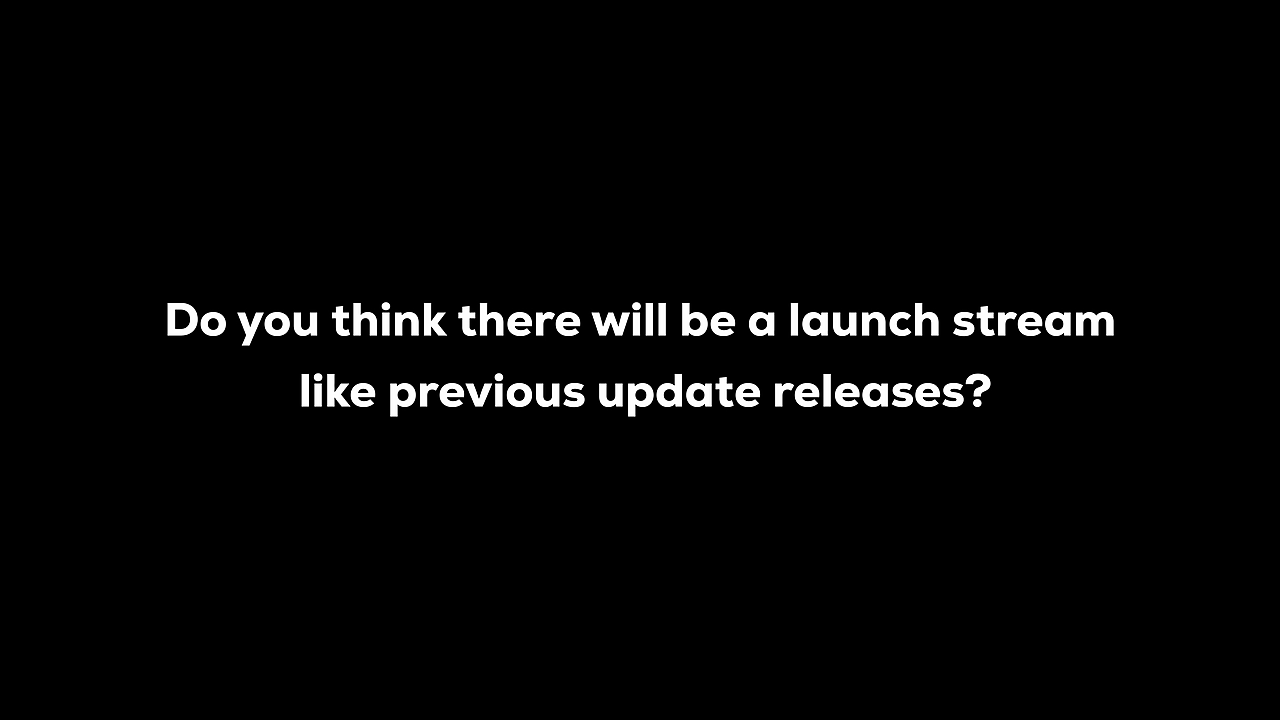 Do you think there will be a launch stream
like previous update releases?